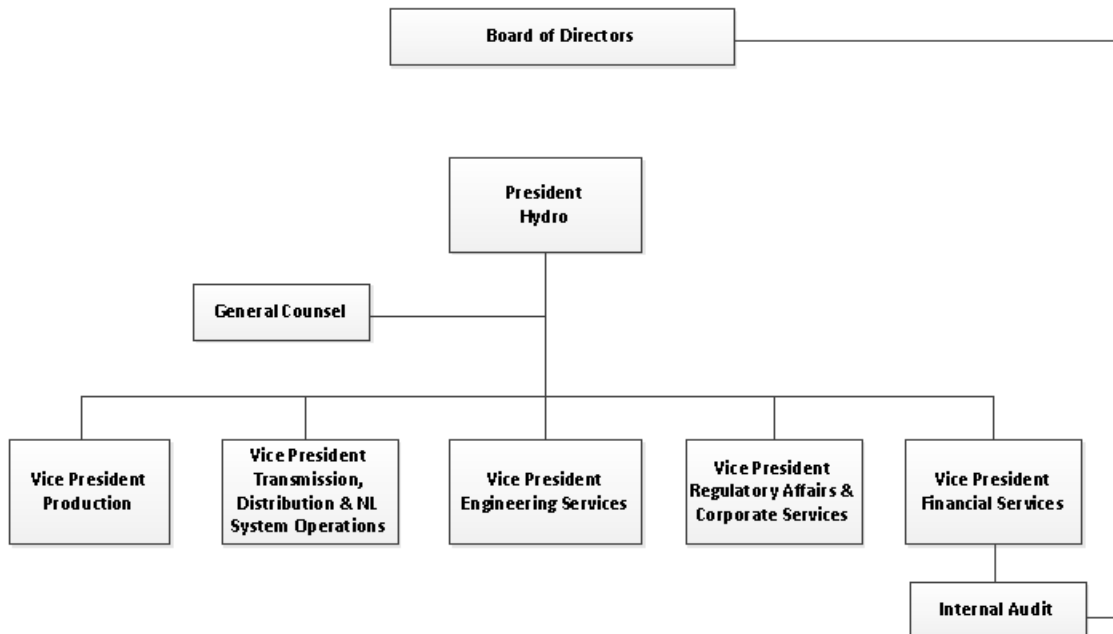 Board of Directors
President
Hydro
General Counsel
Vice President
Production
Vice President
Transmission,
Distribution & NL
System Operations
Vice President
Engineering Services
Vice President
Regulatory Affairs &
Corporate Services
Vice President
Financial Services
Internal Audit